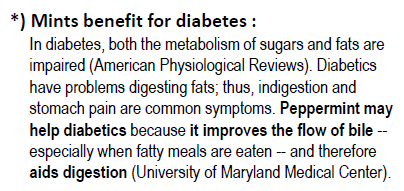 *) Mints benefit for diabetes :
In diabetes, both the metabolism of sugars and fats are
impaired (American Physiological Reviews). Diabetics
have problems digesting fats; thus, indigestion and
stomach pain are common symptoms. Peppermint may
help diabetics because it improves the flow of bile --
especially when fatty meals are eaten -- and therefore
aids digestion (University of Maryland Medical Center).